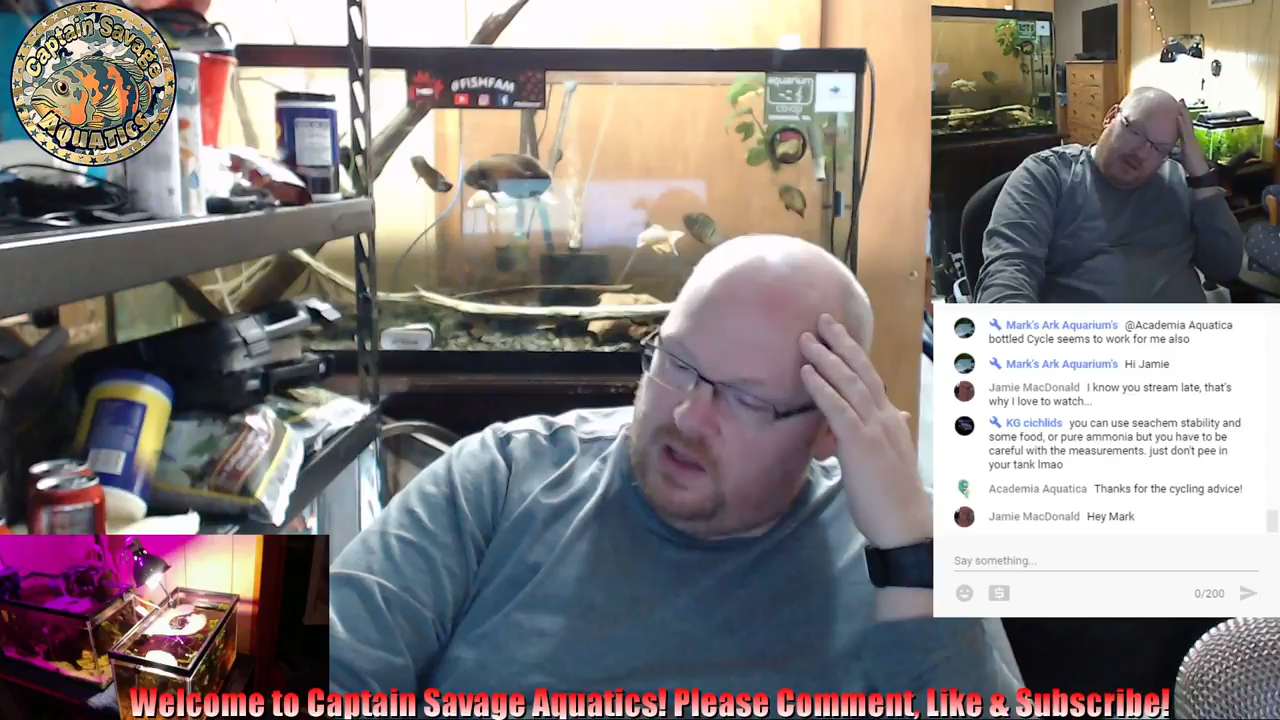 Captain Savage
AQUATICS
#FISHFAM
aquarium
co-op
Mark's Ark Aquarium's @Academia Aquatica
bottled Cycle seems to work for me also
Mark's Ark Aquarium's Hi Jamie
Jamie MacDonald I know you stream late, that's
why I love to watch...
KG cichlids you can use seachem stability and
some food, or pure ammonia but you have to be
careful with the measurements. just don't pee in
your tank lmao
Academia Aquatica Thanks for the cycling advice!
Jamie MacDonald Hey Mark
Say something...
0/200
Welcome to Captain Savage Aquatics! Please Comment, Like & Subscribe!